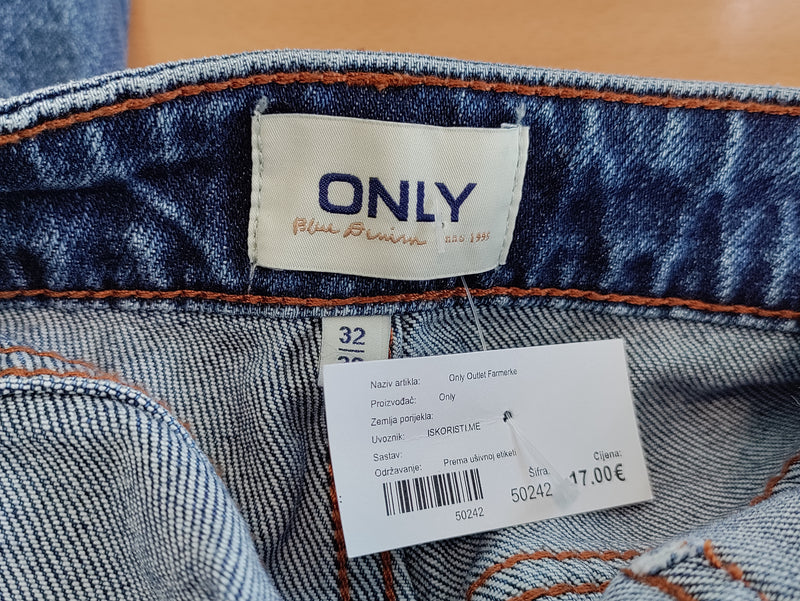 ONLY
Blue Denim since 1995
32
Naziv artikla: Only Outlet Farmerke
Proizvođač: Only
Zemlja porijekla:
Uvoznik: ISKORISTI.ME
Sastav:
Održavanje: Prema ušivnoj etiketi
Šifra:
Cijena:
50242
50242
17.00€